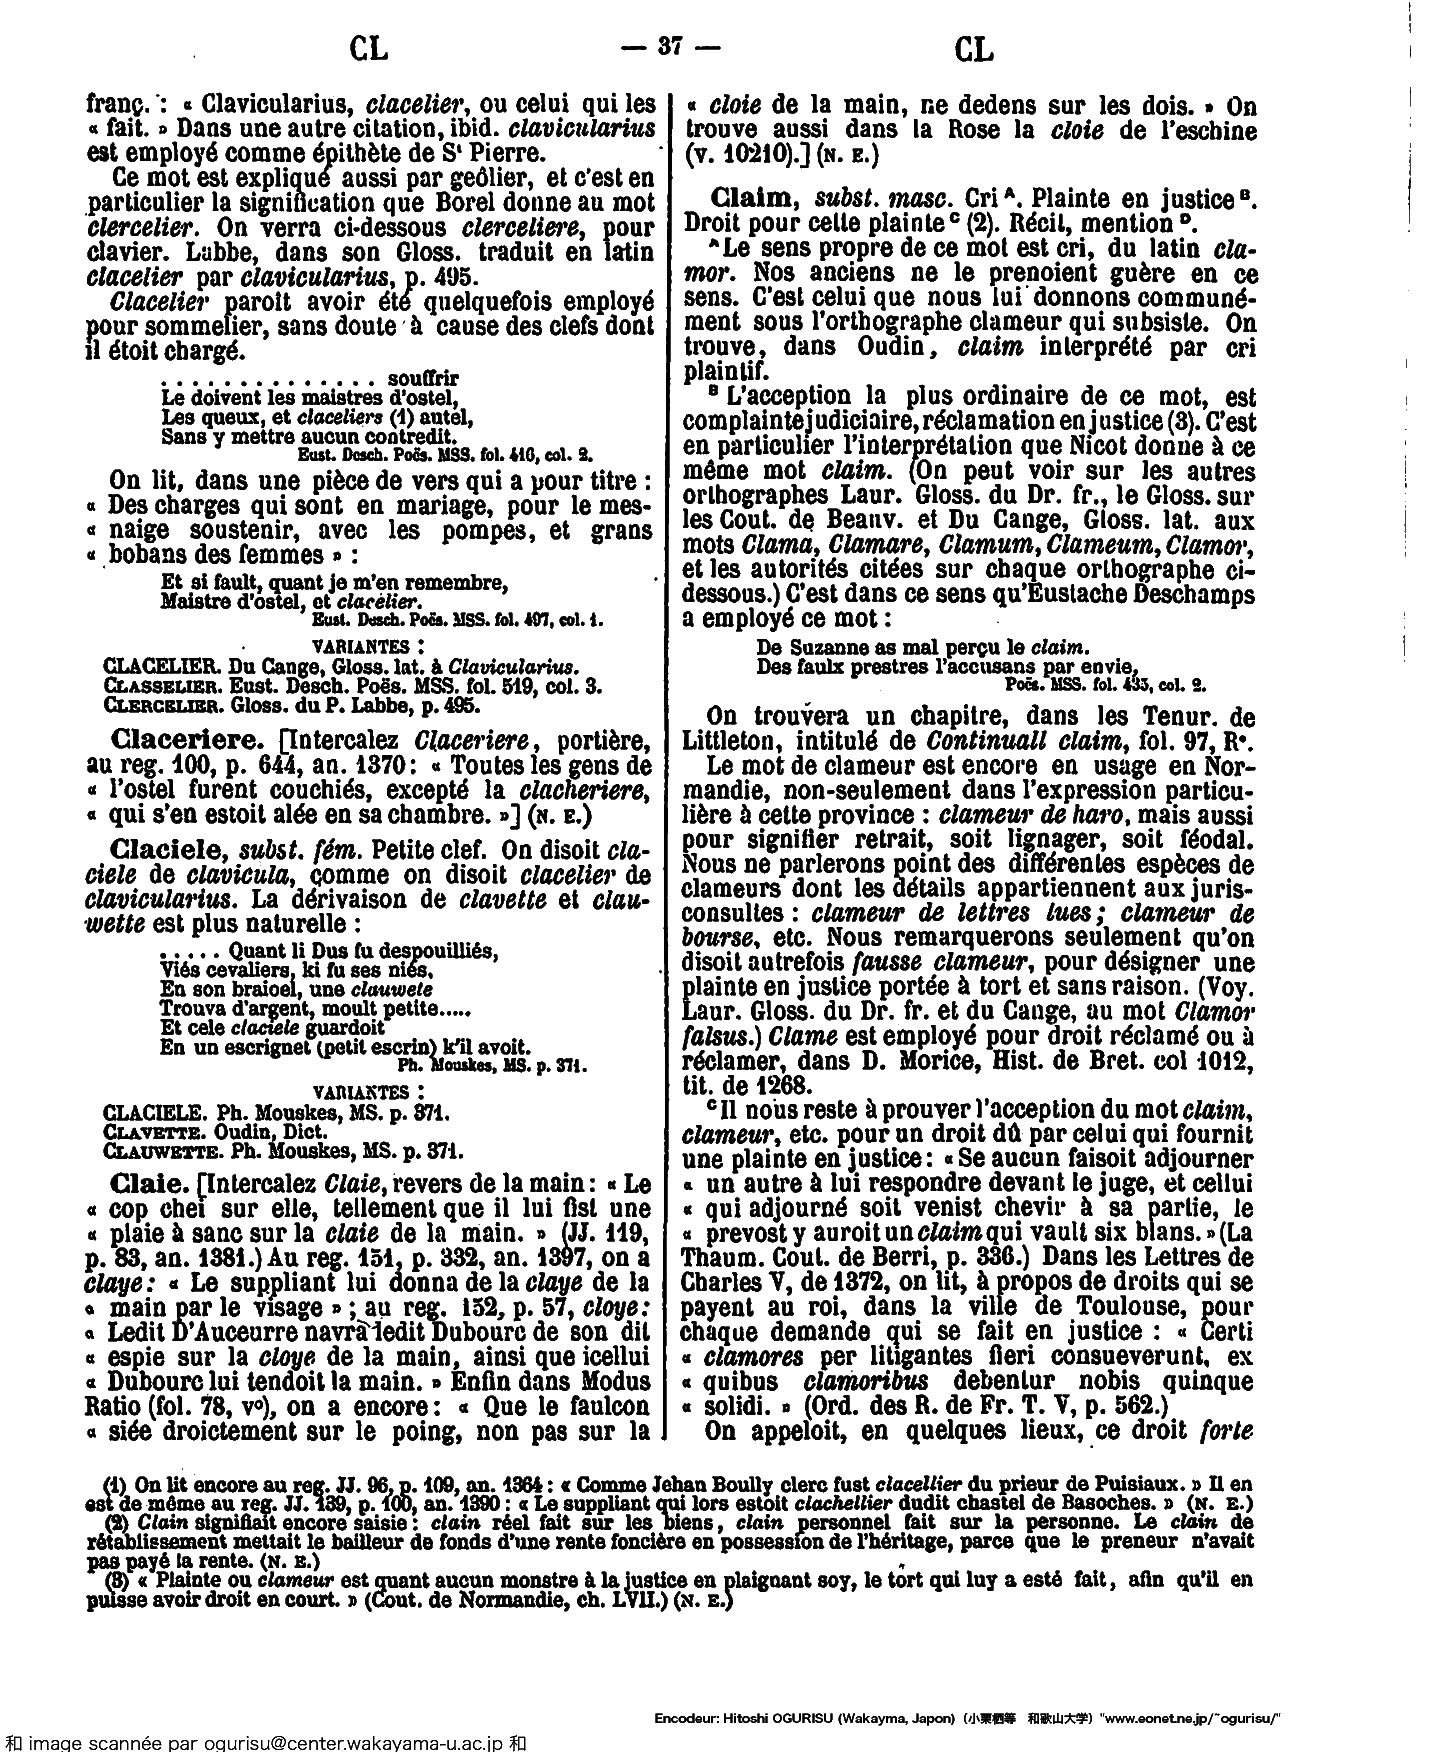 CL
— 37 —
CL
franç. : « Clavicularius, clacelier, ou celui qui les
« fait. » Dans une autre citation, ibid. clavicularius
est employé comme épithète de St Pierre.
Ce mot est expliqué aussi par geôlier, et c'est en
particulier la signification que Borel donne au mot
clercelier. On verra ci-dessous clerceliere, pour
clavier. Labbe, dans son Gloss. traduit en latin
clacelier par clavicularius, p. 495.
Clacelier paroit avoir été quelquefois employé
pour sommelier, sans doute à cause des clefs dont
il étoit chargé.
. . . . . . . . . . . . . . souffrir
Le doivent les maistres d'ostel,
Les queux, et claceliers (1) autel,
Sans y mettre aucun contredit.
Eust. Desch. Poës. MSS. fol. 416, col. 2.
On lit, dans une pièce de vers qui a pour titre :
« Des charges qui sont en mariage, pour le mes-
« naige soustenir, avec les pompes, et grans
« bobans des femmes » :
Et si fault, quant je m'en remembre,
Maistre d'ostel, et clacelier.
Eust. Desch. Poës. MSS. fol. 497, col. 1.
VARIANTES :
CLACELIER. Du Cange, Gloss. lat. à Clavicularius.
CLASSELIER. Eust. Desch. Poës. MSS. fol. 519, col. 3.
CLERCELIER. Gloss. du P. Labbe, p. 495.
Claceriere. [Intercalez Claceriere, portière,
au reg. 100, p. 644, an. 1370 : « Toutes les gens de
« l'ostel furent couchiés, excepté la clacheriere,
« qui s'en estoit alée en sa chambre. »] (N. E.)
Claciele, subst. fém. Petite clef. On disoit cla-
ciele de clavicula, comme on disoit clacelier de
clavicularius. La dérivaison de clavette et clau-
wette est plus naturelle :
. . . . . Quant li Dus fu despouilliés,
Viés cevaliers, ki fu ses niés,
En son braioel, une clauwete
Trouva d'argent, moult petite.....
Et cele claciele guardoit
En un escrignet (petit escrin) k'il avoit.
Ph. Mouskes, MS. p. 371.
VARIANTES :
CLACIELE. Ph. Mouskes, MS. p. 371.
CLAVETTE. Oudin, Dict.
CLAUWETTE. Ph. Mouskes, MS. p. 371.
Claie. [Intercalez Claie, revers de la main : « Le
« cop chei sur elle, tellement que il lui fist une
« plaie à sanc sur la claie de la main. » (JJ. 119,
p. 83, an. 1381.) Au reg. 151, p. 332, an. 1397, on a
claye : « Le suppliant lui donna de la claye de la
« main par le visage » ; au reg. 152, p. 57, cloye :
« Ledit D'Auceurre navra ledit Dubourc de son dit
« espie sur la cloye de la main, ainsi que icellui
« Dubourc lui tendoit la main. » Enfin dans Modus
Ratio (fol. 78, vo), on a encore : « Que le faulcon
« siée droictement sur le poing, non pas sur la
« cloie de la main, ne dedens sur les dois. » On
trouve aussi dans la Rose la cloie de l'eschine
(v. 10210).] (N. E.)
Claim, subst. masc. Cri A. Plainte en justice B.
Droit pour cette plainte C (2). Récit, mention D.
A Le sens propre de ce mot est cri, du latin cla-
mor. Nos anciens ne le prenoient guère en ce
sens. C'est celui que nous lui donnons communé-
ment sous l'orthographe clameur qui subsiste. On
trouve, dans Oudin, claim interprété par cri
plaintif.
B L'acception la plus ordinaire de ce mot, est
complainte judiciaire, réclamation en justice (3). C'est
en particulier l'interprétation que Nicot donne à ce
même mot claim. (On peut voir sur les autres
orthographes Laur. Gloss. du Dr. fr., le Gloss. sur
les Cout. de Beauv. et Du Cange, Gloss. lat. aux
mots Clama, Clamare, Clamum, Clameum, Clamor,
et les autorités citées sur chaque orthographe ci-
dessous.) C'est dans ce sens qu'Eustache Deschamps
a employé ce mot :
De Suzanne as mal perçu le claim.
Des faulx prestres l'accusans par envie,
Poës. MSS. fol. 435, col. 2.
On trouvera un chapitre, dans les Tenur. de
Littleton, intitulé de Continuall claim, fol. 97, R°.
Le mot de clameur est encore en usage en Nor-
mandie, non-seulement dans l'expression particu-
lière à cette province : clameur de haro, mais aussi
pour signifier retrait, soit lignager, soit féodal.
Nous ne parlerons point des différentes espèces de
clameurs dont les détails appartiennent aux juris-
consultes : clameur de lettres lues ; clameur de
bourse, etc. Nous remarquerons seulement qu'on
disoit autrefois fausse clameur, pour désigner une
plainte en justice portée à tort et sans raison. (Voy.
Laur. Gloss. du Dr. fr. et du Cange, au mot Clamor
falsus.) Clame est employé pour droit réclamé ou à
réclamer, dans D. Morice, Hist. de Bret. col 1012,
tit. de 1268.
C Il nous reste à prouver l'acception du mot claim,
clameur, etc. pour un droit dû par celui qui fournit
une plainte en justice : « Se aucun faisoit adjourner
« un autre à lui respondre devant le juge, et cellui
« qui adjourné soit venist chevir à sa partie, le
« prevost y auroit un claim qui vault six blans. » (La
Thaum. Cout. de Berri, p. 336.) Dans les Lettres de
Charles V, de 1372, on lit, à propos de droits qui se
payent au roi, dans la ville de Toulouse, pour
chaque demande qui se fait en justice : « Certi
« clamores per litigantes fieri consueverunt, ex
« quibus clamoribus debentur nobis quinque
« solidi. » (Ord. des R. de Fr. T. V, p. 562.)
On appeloit, en quelques lieux, ce droit forte
(1) On lit encore au reg. JJ. 96, p. 109, an. 1364 : « Comme Jehan Boully clerc fust clacellier du prieur de Puisiaux. » Il en
est de même au reg. JJ. 139, p. 100, an. 1390 : « Le suppliant qui lors estoit clachellier dudit chastel de Basoches. » (N. E.)
(2) Clain signifiait encore saisie : clain réel fait sur les biens, clain personnel fait sur la personne. Le clain de
rétablissement mettait le bailleur de fonds d'une rente foncière en possession de l'héritage, parce que le preneur n'avait
pas payé la rente. (N. E.)
(3) « Plainte ou clameur est quant aucun monstre à la justice en plaignant soy, le tort qui luy a esté fait, afin qu'il en
puisse avoir droit en court. » (Cout. de Normandie, ch. LVII.) (N. E.)
Encodeur: Hitoshi OGURISU (Wakayma, Japon) (小栗栖等 和歌山大学) "www.eonet.ne.jp/~ogurisu/"
和 image scannée par ogurisu@center.wakayama-u.ac.jp 和